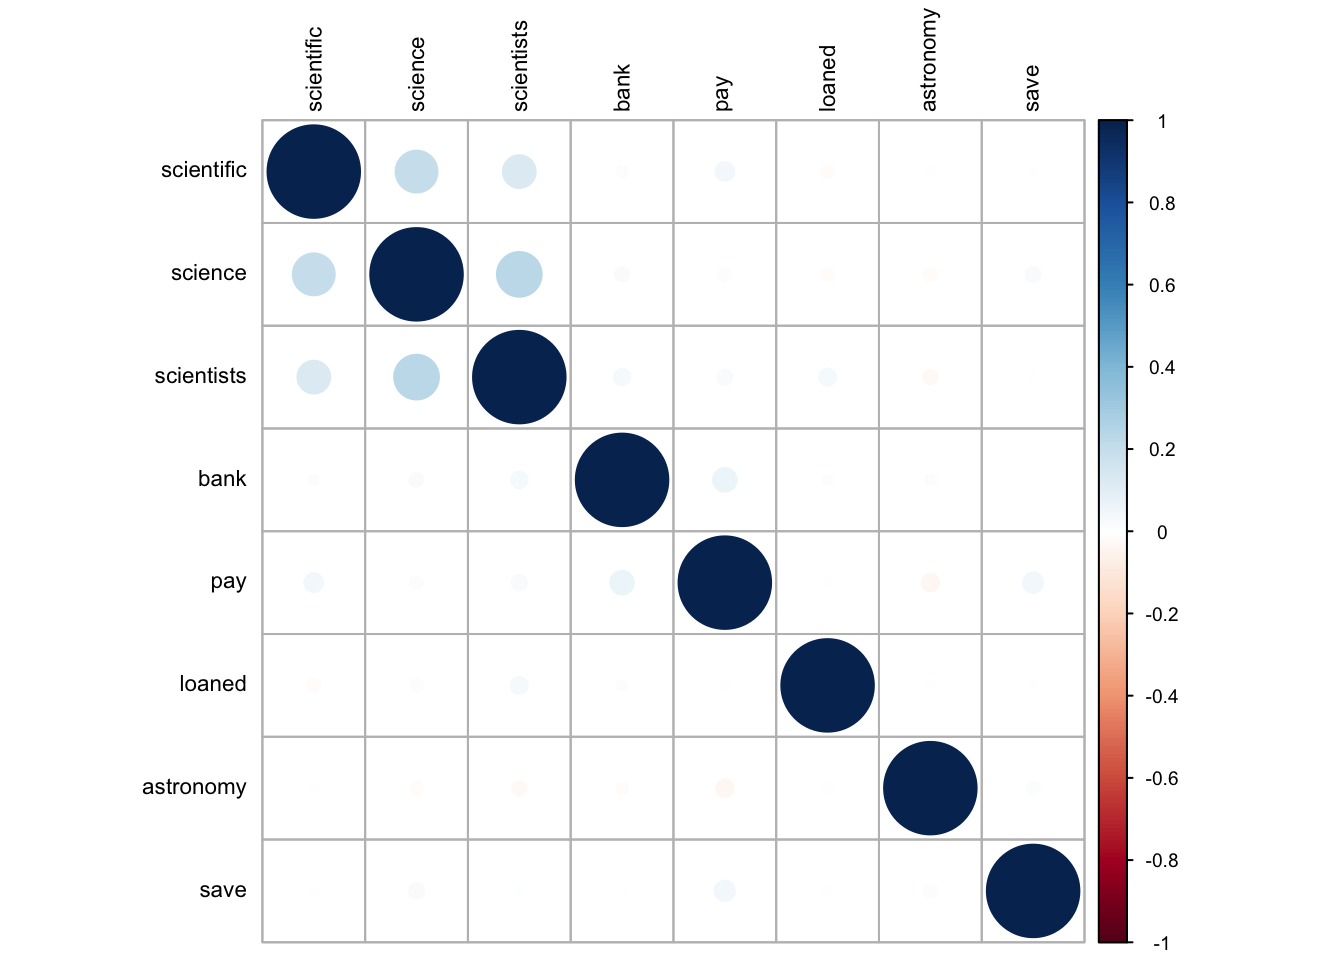 scientific
science
scientists
bank
pay
loaned
astronomy
save
scientific
science
scientists
bank
pay
loaned
astronomy
save
1
0.8
0.6
0.4
0.2
0
-0.2
-0.4
-0.6
-0.8
-1